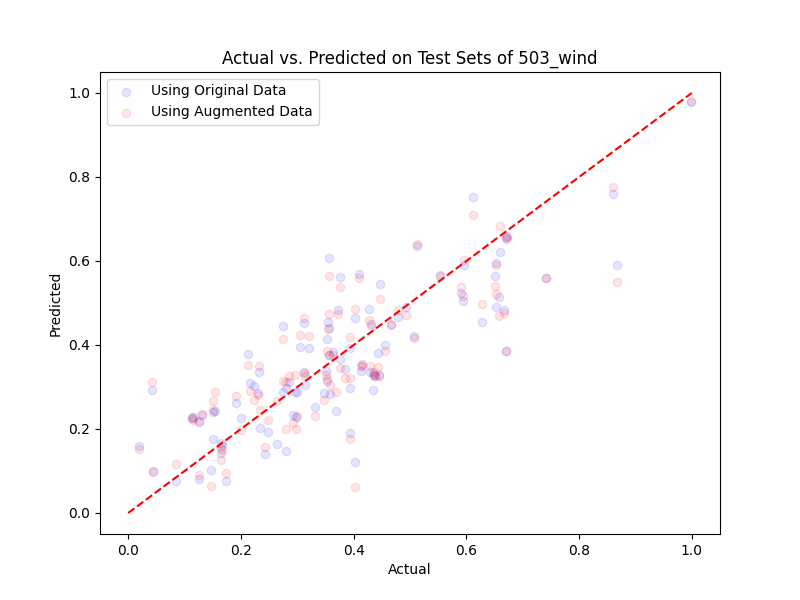 Actual vs. Predicted on Test Sets of 503_wind
Using Original Data
Using Augmented Data
1.0
0.8
0.6
0.4
0.2
0.0
Predicted
0.0 0.2 0.4 0.6 0.8 1.0
Actual